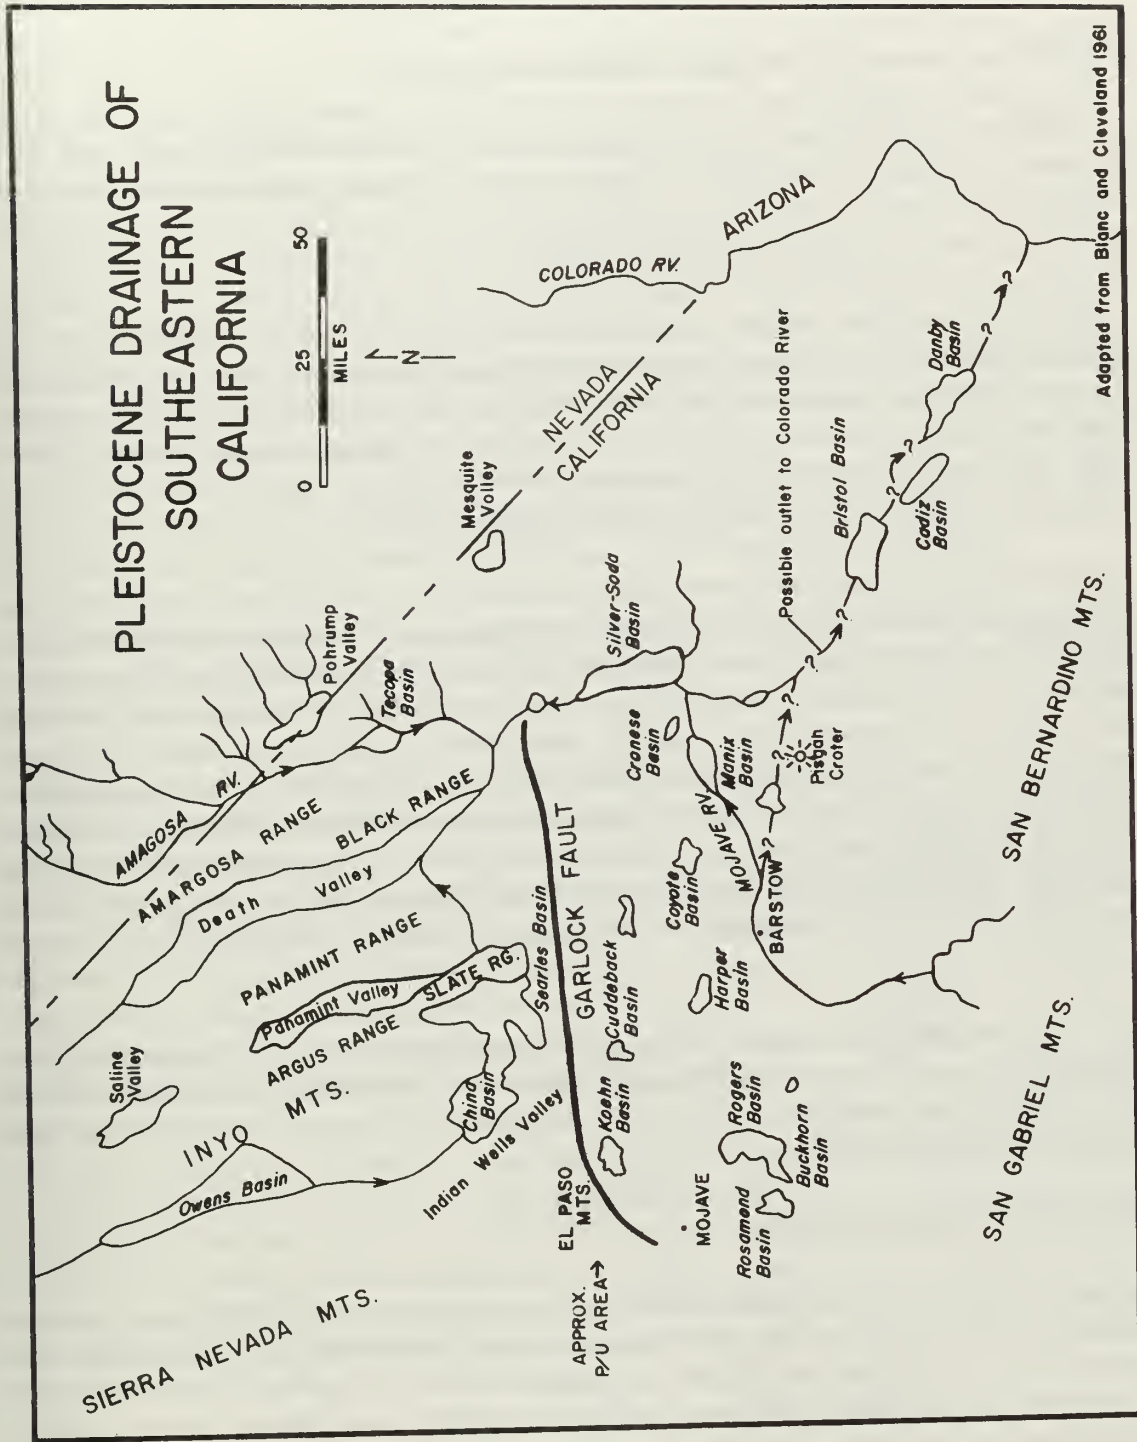 PLEISTOCENE DRAINAGE OF
SOUTHEASTERN
CALIFORNIA
0 25 50
MILES
N
SIERRA NEVADA MTS.
Owens Basin
INYO
MTS.
Saline
Valley
ARGUS RANGE
Panamint Valley
SLATE RG.
PANAMINT RANGE
Death Valley
BLACK RANGE
AMARGOSA RANGE
AMAGOSA RV.
Pohrump
Valley
Tecopa
Basin
Mesquite
Valley
NEVADA
CALIFORNIA
COLORADO RV.
ARIZONA
China
Basin
Indian Wells Valley
Searles Basin
GARLOCK FAULT
EL PASO
MTS.
APPROX.
P/U AREA→
Koehn
Basin
Cuddeback
Basin
MOJAVE
Rosamond
Basin
Rogers
Basin
Buckhorn
Basin
Harper
Basin
Coyote
Basin
BARSTOW
MOJAVE RV.
Manix
Basin
Cronese
Basin
Silver-Soda
Basin
Pisgah
Crater
Possible outlet to Colorado River
Bristol Basin
Cadiz
Basin
Danby
Basin
? ? ? ? ? ? ? ? ? ?
SAN GABRIEL MTS.
SAN BERNARDINO MTS.
Adapted from Blanc and Cleveland 1961